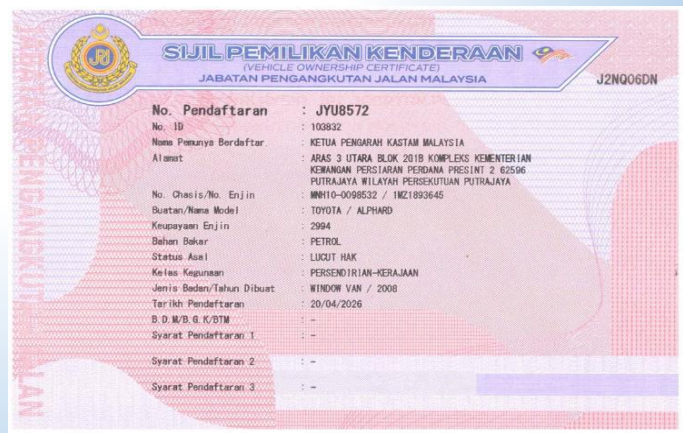 SIJIL PEMILIKAN KENDERAAN
(VEHICLE OWNERSHIP CERTIFICATE)
JABATAN PENGANGKUTAN JALAN MALAYSIA
J2NQ06DN
No. Pendaftaran : JYU8572
No. ID : 103832
Nama Pemunya Berdaftar : KETUA PENGARAH KASTAM MALAYSIA
Alamat : ARAS 3 UTARA BLOK 201B KOMPLEKS KEMENTERIAN
KEWANGAN PERSIARAN PERDANA PRESINT 2 62596
PUTRAJAYA WILAYAH PERSEKUTUAN PUTRAJAYA
No. Chasis/No. Enjin : MNH10-0098532 / 1MZ1893645
Buatan/Nama Model : TOYOTA / ALPHARD
Keupayaan Enjin : 2994
Bahan Bakar : PETROL
Status Asal : LUCUT HAK
Kelas Kegunaan : PERSENDIRIAN-KERAJAAN
Jenis Badan/Tahun Dibuat : WINDOW VAN / 2008
Tarikh Pendaftaran : 20/04/2026
B.D.M/B.G.K/BTM : -
Syarat Pendaftaran 1 : -
Syarat Pendaftaran 2 : -
Syarat Pendaftaran 3 : -